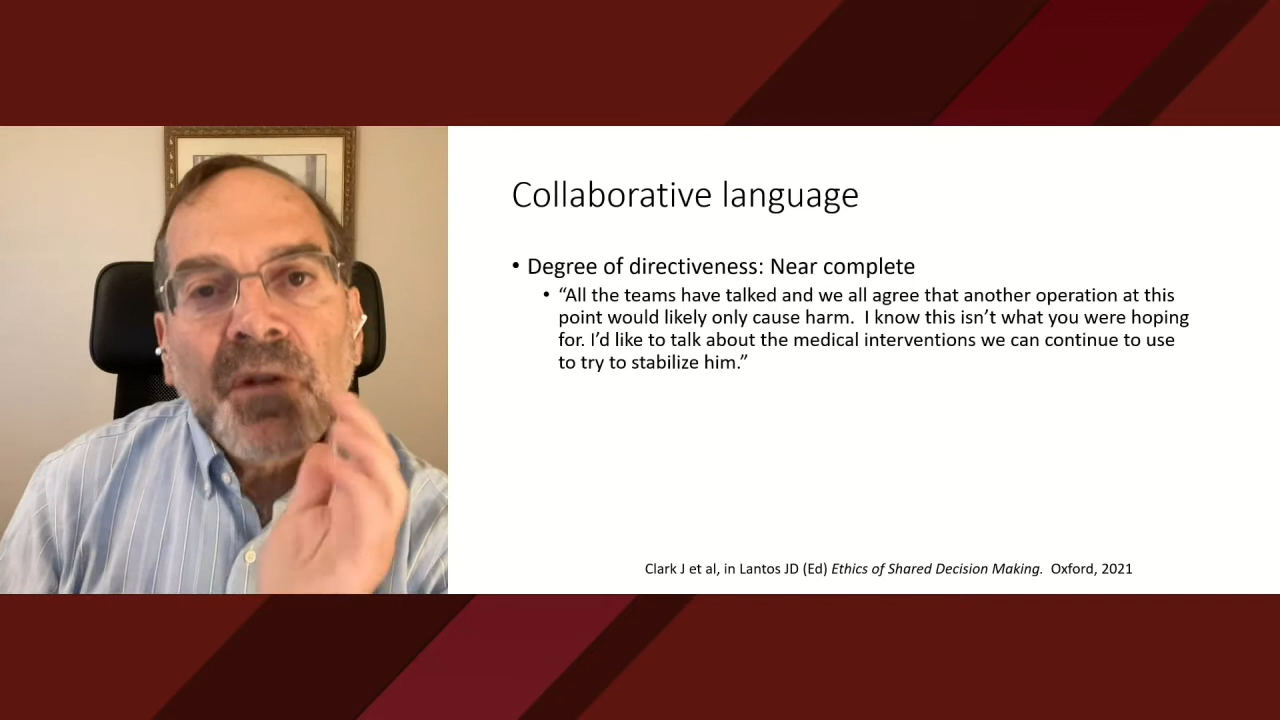 Collaborative language
• Degree of directiveness: Near complete
• “All the teams have talked and we all agree that another operation at this
point would likely only cause harm.  I know this isn’t what you were hoping
for. I’d like to talk about the medical interventions we can continue to use
to try to stabilize him.”
Clark J et al, in Lantos JD (Ed) Ethics of Shared Decision Making.  Oxford, 2021